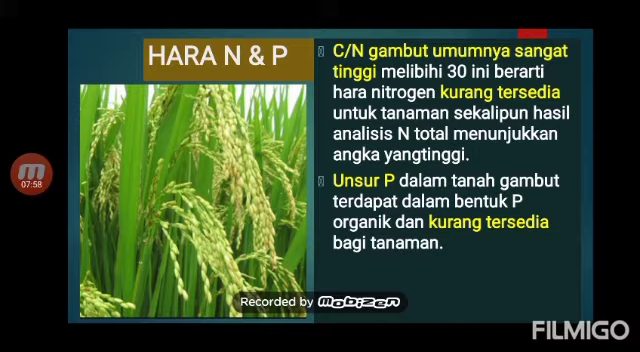 HARA N & P
C/N gambut umumnya sangat
tinggi melibihi 30 ini berarti
hara nitrogen kurang tersedia
untuk tanaman sekalipun hasil
analisis N total menunjukkan
angka yangtinggi.
Unsur P dalam tanah gambut
terdapat dalam bentuk P
organik dan kurang tersedia
bagi tanaman.
07:58
Recorded by mobizen
FILMIGO